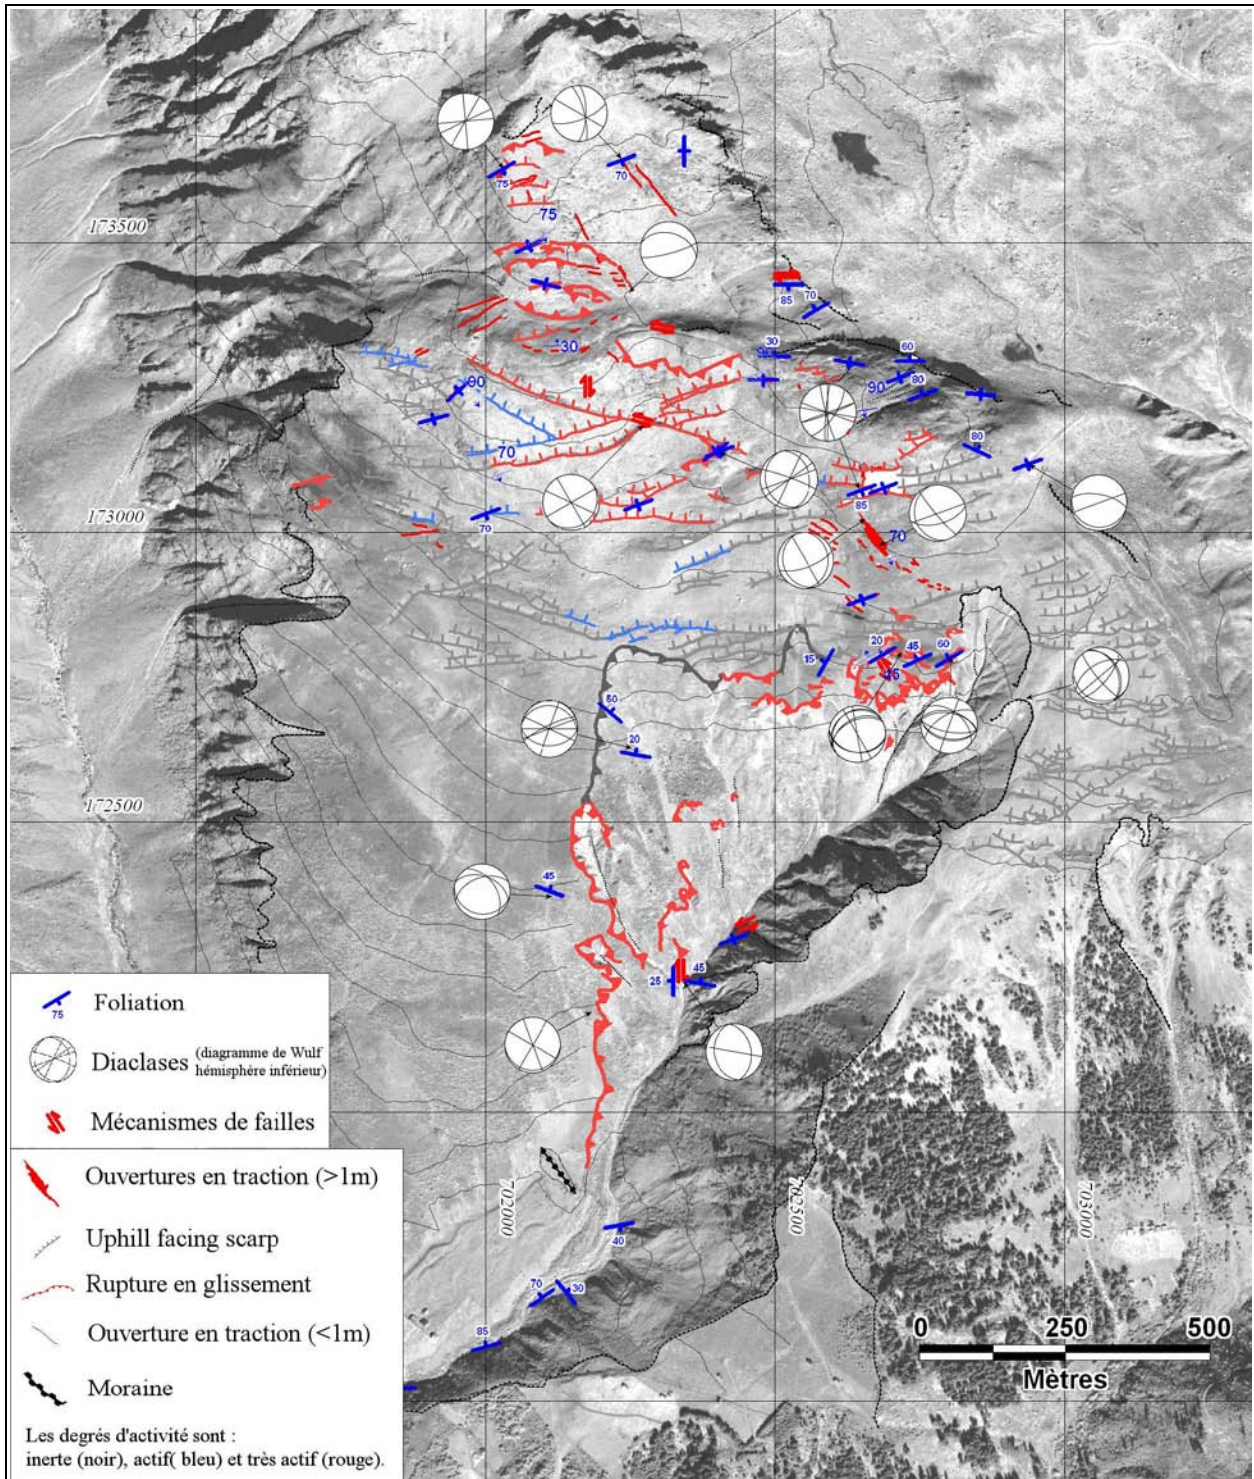 75
70
75
173500
85
70
30
30
90
60
90
90
80
70
80
70
85
173000
70
15
20
45
60
45
50
20
172500
45
25
45
75
Foliation
Diaclases (diagramme de Wulf
hémisphère inférieur)
Mécanismes de failles
Ouvertures en traction (>1m)
Uphill facing scarp
Rupture en glissement
Ouverture en traction (<1m)
Moraine
Les degrés d'activité sont :
inerte (noir), actif( bleu) et très actif (rouge).
702000
702500
703000
40
70
30
85
0 250 500
Mètres